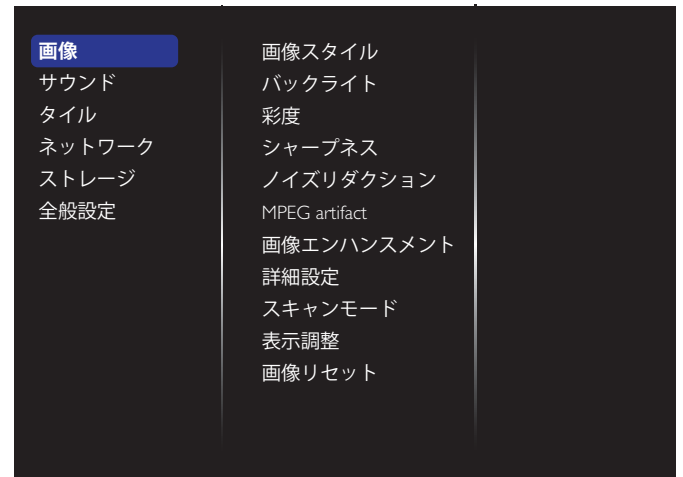 画像
サウンド
タイル
ネットワーク
ストレージ
全般設定
画像スタイル
バックライト
彩度
シャープネス
ノイズリダクション
MPEG artifact
画像エンハンスメント
詳細設定
スキャンモード
表示調整
画像リセット